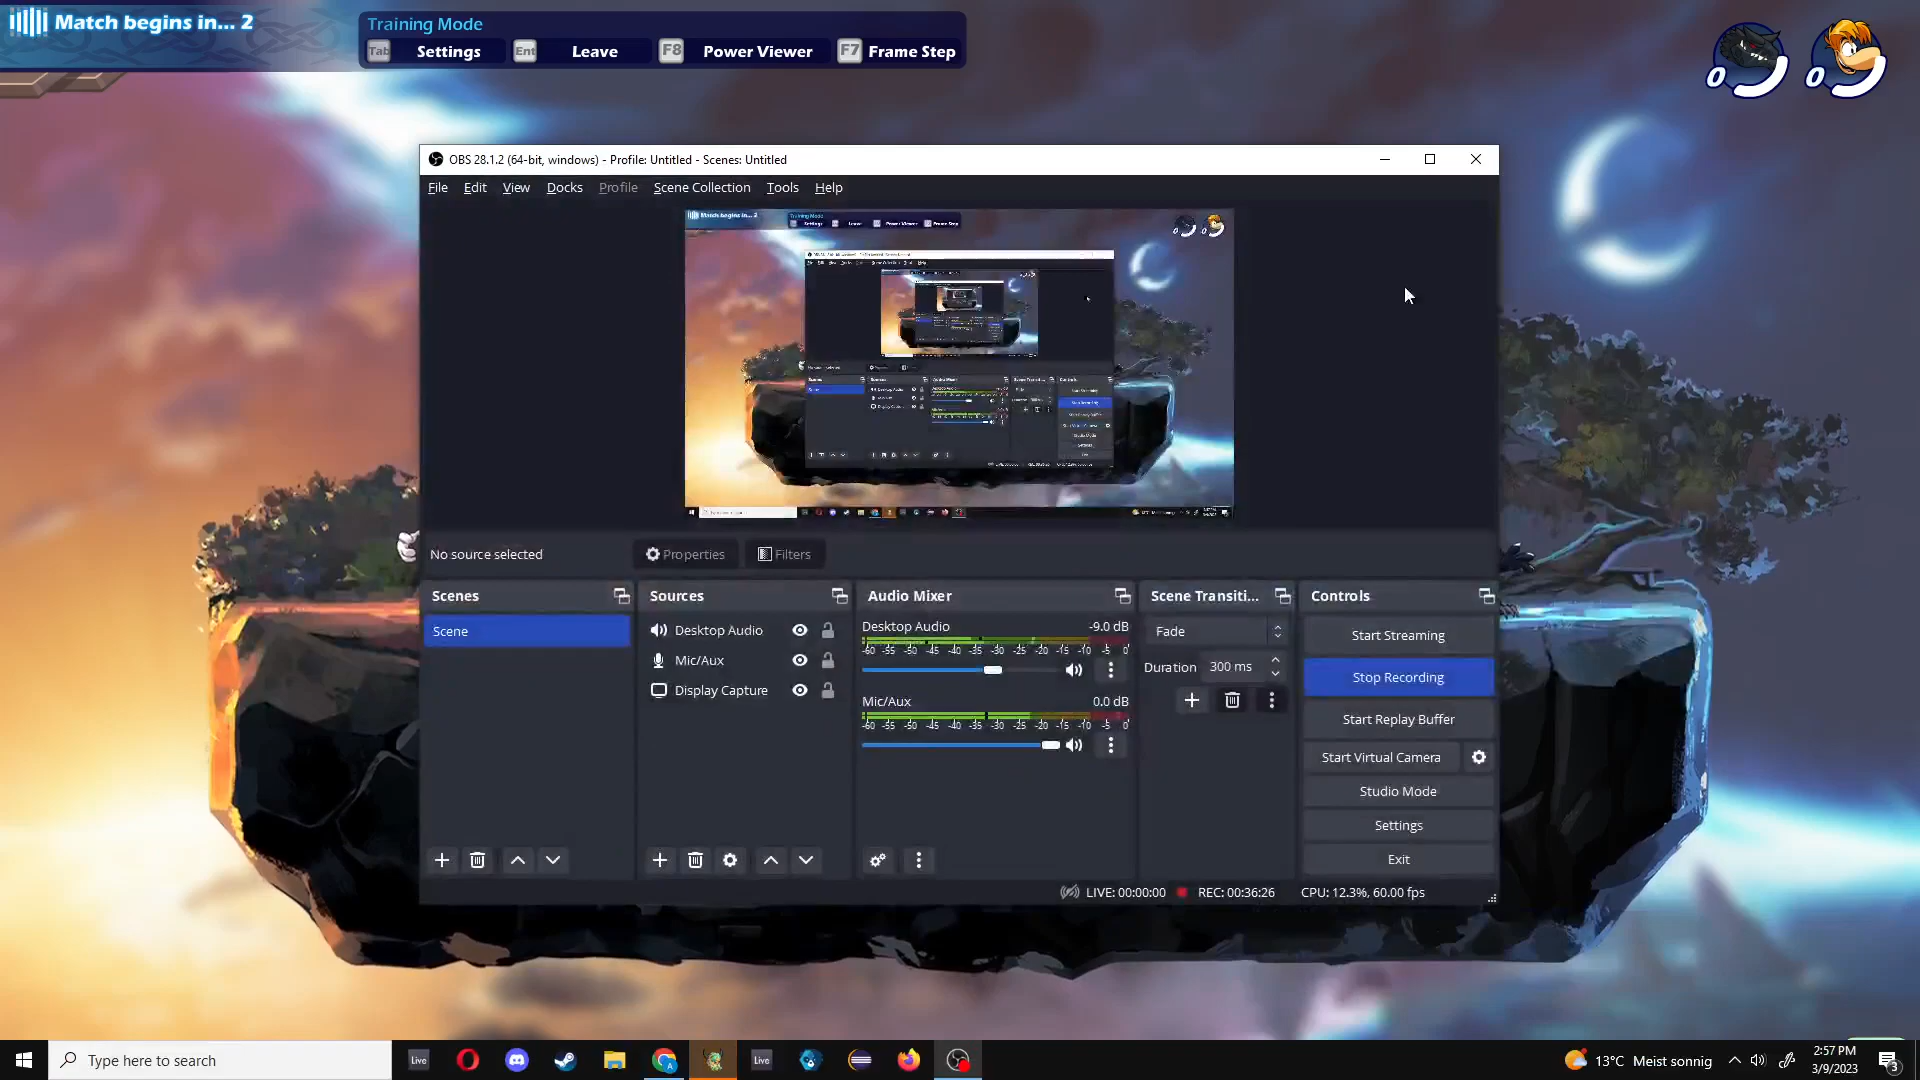 Match begins in... 2
Training Mode
Tab Settings Ent Leave F8 Power Viewer F7 Frame Step
0 0
OBS 28.1.2 (64-bit, windows) - Profile: Untitled - Scenes: Untitled
File Edit View Docks Profile Scene Collection Tools Help
No source selected Properties Filters
Scenes Sources Audio Mixer Scene Transiti... Controls
Scene
Desktop Audio
Mic/Aux
Display Capture
Desktop Audio -9.0 dB
-60 -55 -50 -45 -40 -35 -30 -25 -20 -15 -10 -5 0
Mic/Aux 0.0 dB
-60 -55 -50 -45 -40 -35 -30 -25 -20 -15 -10 -5 0
Fade
Duration 300 ms
Start Streaming
Stop Recording
Start Replay Buffer
Start Virtual Camera
Studio Mode
Settings
Exit
LIVE: 00:00:00 REC: 00:36:26 CPU: 12.3%, 60.00 fps
Type here to search
Live
Live
13°C Meist sonnig
2:57 PM
3/9/2023
3